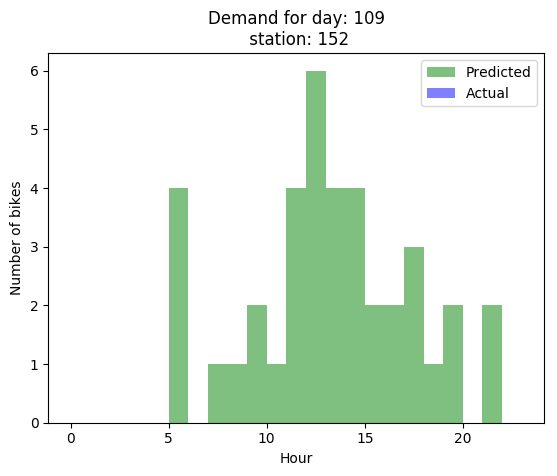 Demand for day: 109
station: 152
Predicted
Actual
Number of bikes
6
5
4
3
2
1
0
0
5
10
15
20
Hour